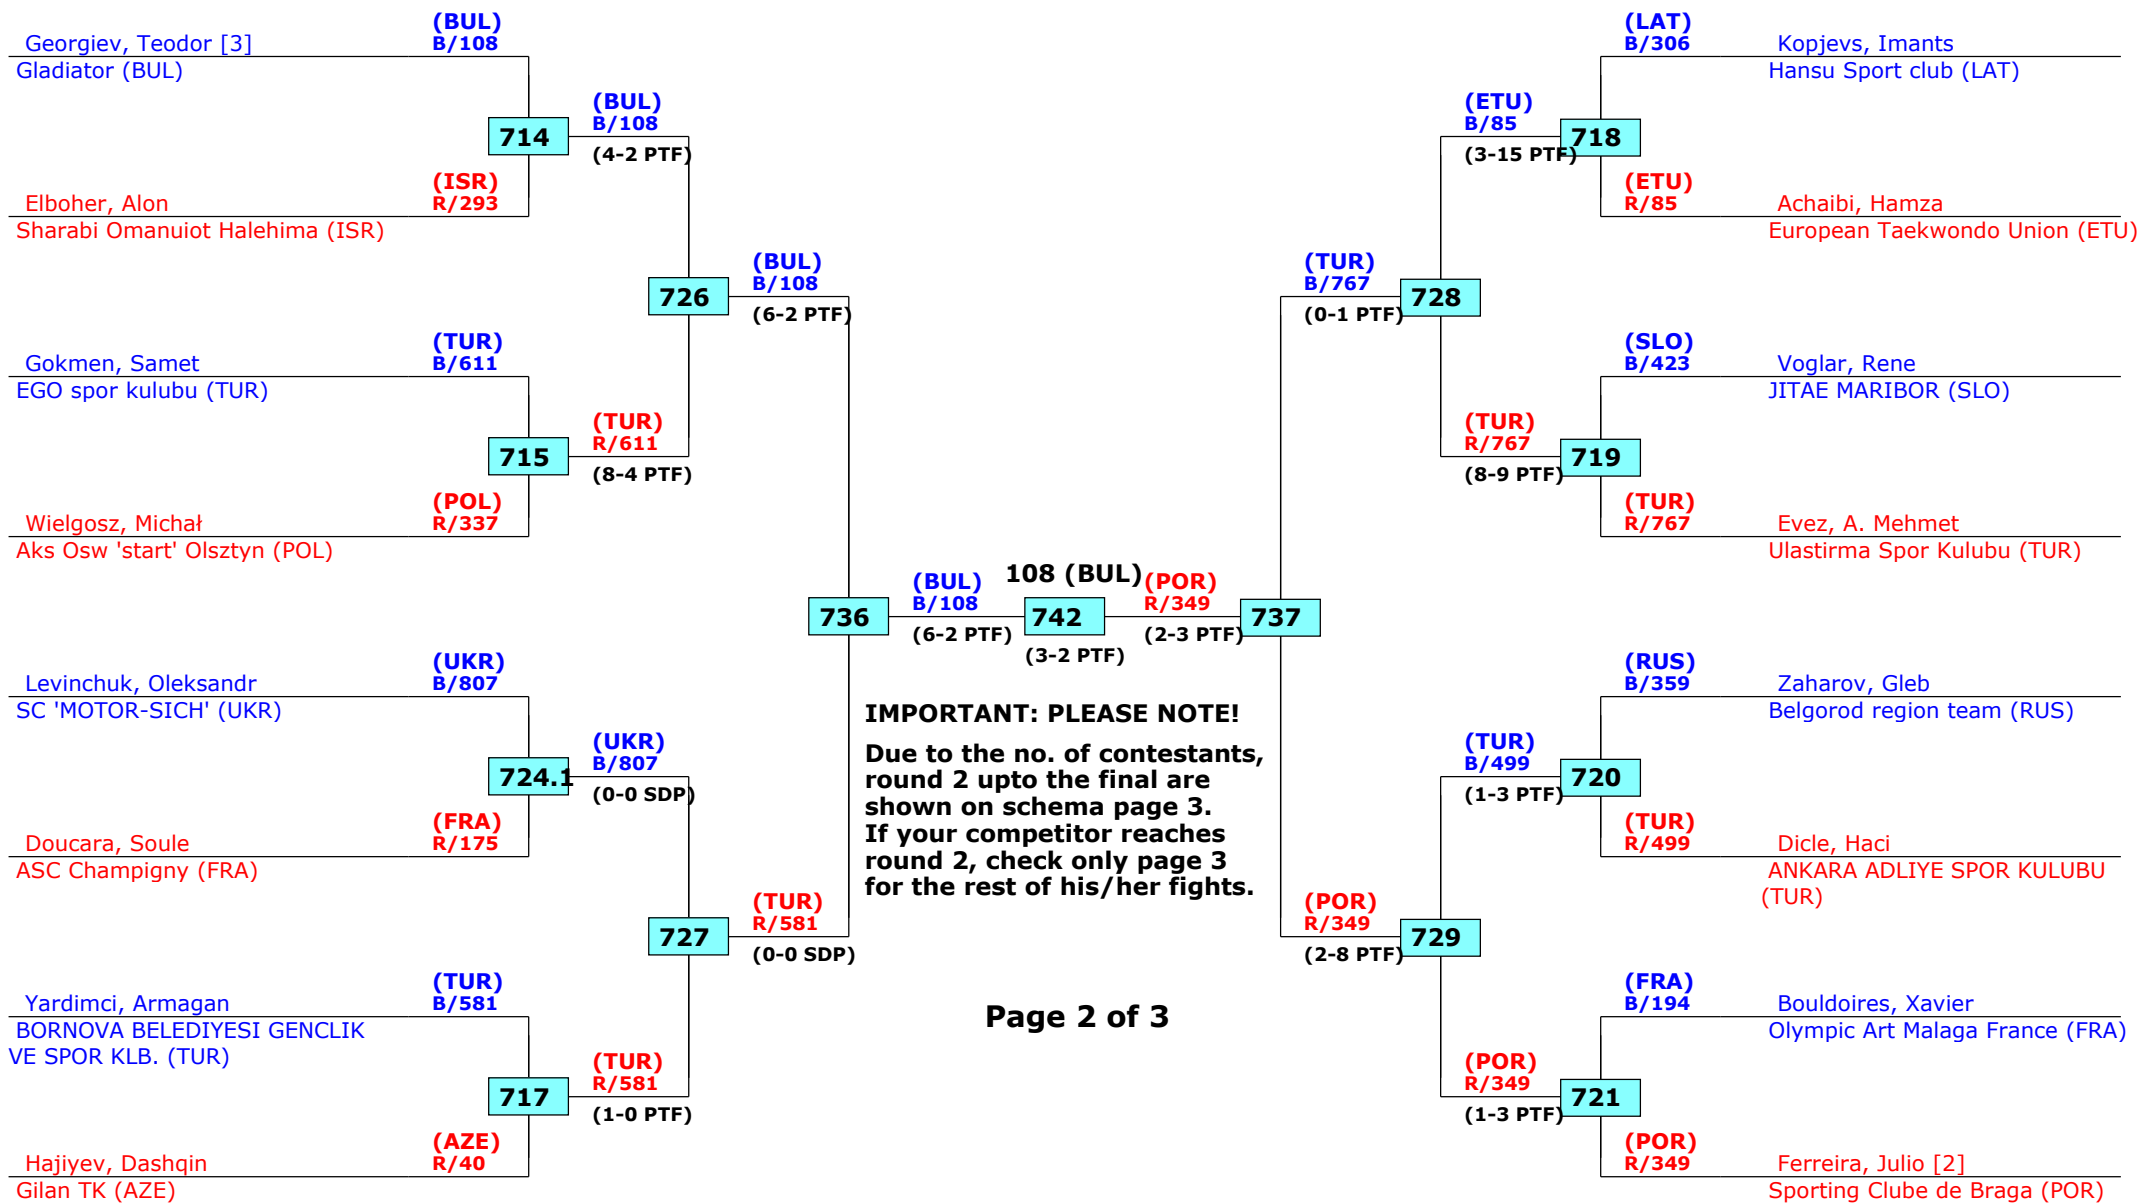 (BUL)
Georgiev, Teodor [3]
B/108
Gladiator (BUL)
714
(BUL)
B/108
(4-2 PTF)
(ISR)
Elboher, Alon
R/293
Sharabi Omanuiot Halehima (ISR)
726
(BUL)
B/108
(6-2 PTF)
(TUR)
Gokmen, Samet
B/611
EGO spor kulubu (TUR)
715
(TUR)
R/611
(8-4 PTF)
(POL)
Wielgosz, Michał
R/337
Aks Osw 'start' Olsztyn (POL)
736
(BUL)
B/108
(6-2 PTF)
(UKR)
Levinchuk, Oleksandr
B/807
SC 'MOTOR-SICH' (UKR)
724.1
(UKR)
B/807
(0-0 SDP)
(FRA)
Doucara, Soule
R/175
ASC Champigny (FRA)
727
(TUR)
R/581
(0-0 SDP)
(TUR)
Yardimci, Armagan
B/581
BORNOVA BELEDIYESI GENCLIK
VE SPOR KLB. (TUR)
717
(TUR)
R/581
(1-0 PTF)
(AZE)
Hajiyev, Dashqin
R/40
Gilan TK (AZE)
108 (BUL)
742
(3-2 PTF)
(POR)
R/349
(2-3 PTF)
737
IMPORTANT: PLEASE NOTE!
Due to the no. of contestants,
round 2 upto the final are
shown on schema page 3.
If your competitor reaches
round 2, check only page 3
for the rest of his/her fights.
Page 2 of 3
(LAT)
B/306
Kopjevs, Imants
Hansu Sport club (LAT)
(ETU)
B/85
(3-15 PTF)
718
(ETU)
R/85
Achaibi, Hamza
European Taekwondo Union (ETU)
(TUR)
B/767
(0-1 PTF)
728
(SLO)
B/423
Voglar, Rene
JITAE MARIBOR (SLO)
(TUR)
R/767
(8-9 PTF)
719
(TUR)
R/767
Evez, A. Mehmet
Ulastirma Spor Kulubu (TUR)
(RUS)
B/359
Zaharov, Gleb
Belgorod region team (RUS)
(TUR)
B/499
(1-3 PTF)
720
(TUR)
R/499
Dicle, Haci
ANKARA ADLIYE SPOR KULUBU
(TUR)
(POR)
R/349
(2-8 PTF)
729
(FRA)
B/194
Bouldoires, Xavier
Olympic Art Malaga France (FRA)
(POR)
R/349
(1-3 PTF)
721
(POR)
R/349
Ferreira, Julio [2]
Sporting Clube de Braga (POR)